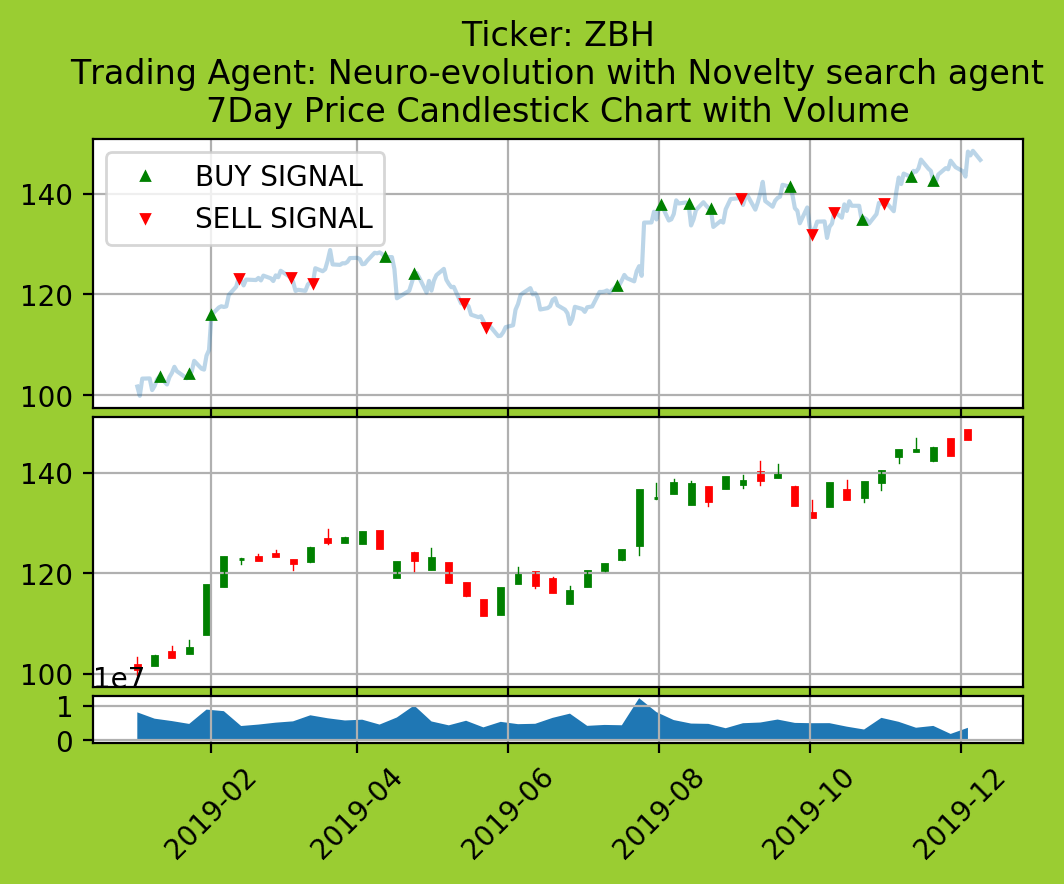 Ticker: ZBH
Trading Agent: Neuro-evolution with Novelty search agent
7Day Price Candlestick Chart with Volume
BUY SIGNAL
SELL SIGNAL
140
120
100
140
120
100
1e7
1
0
2019-02
2019-04
2019-06
2019-08
2019-10
2019-12